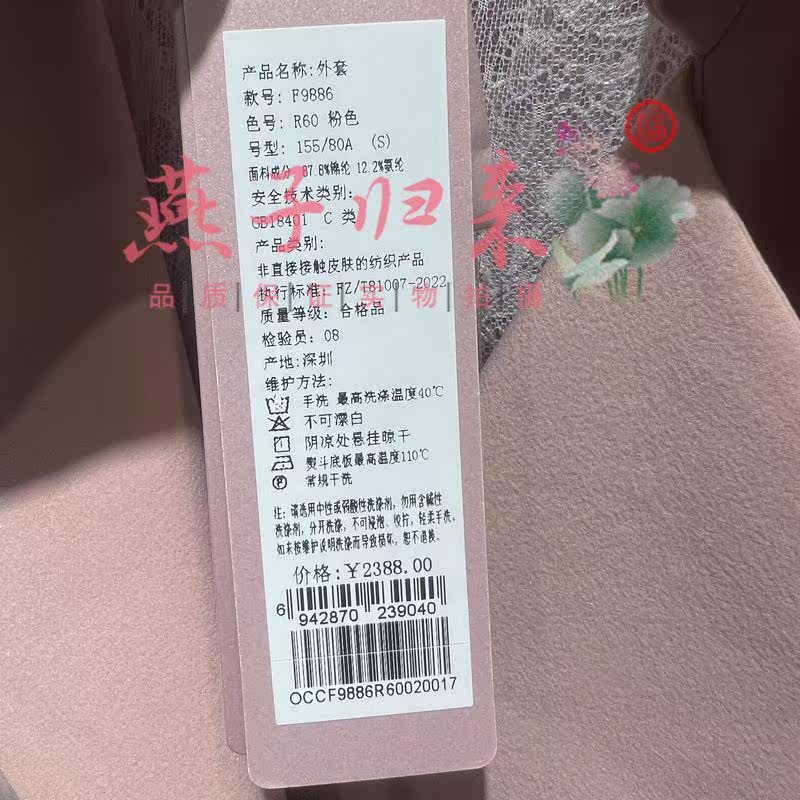 产品名称:外套
款号: F9886
色号: R60 粉色
号型: 155/80A (S)
面料成分: 87.8%锦纶 12.2%氨纶
安全技术类别:
GB18401 C 类
燕子归来
福
产品类别:
非直接接触皮肤的纺织产品
执行标准: FZ/T81007-2022
品|质|保|证|实|物|拍|摄
质量等级: 合格品
检验员: 08
产地:深圳
维护方法:
手洗 最高洗涤温度40℃
不可漂白
阴凉处悬挂晾干
熨斗底板最高温度110℃
P
常规干洗
注: 请选用中性或弱酸性洗涤剂, 勿用含碱性
洗涤剂, 分开洗涤, 不可浸泡、绞拧, 轻柔手洗。
如未按维护说明洗涤而导致损坏, 恕不退换。
价格:¥2388.00
6 942870 239040
OCCF9886R60020017